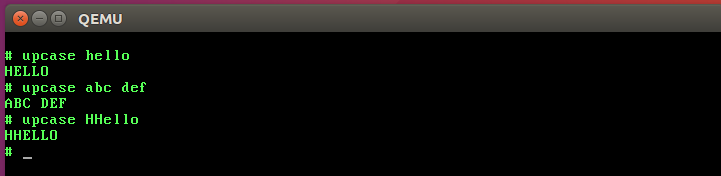 QEMU
# upcase hello
HELLO
# upcase abc def
ABC DEF
# upcase HHello
HHELLO
# _